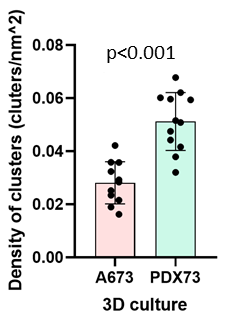 Density of clusters (cluters/nm^2)
p<0.001
0.08
0.06
0.04
0.02
0.00
A673 PDX73
3D culture